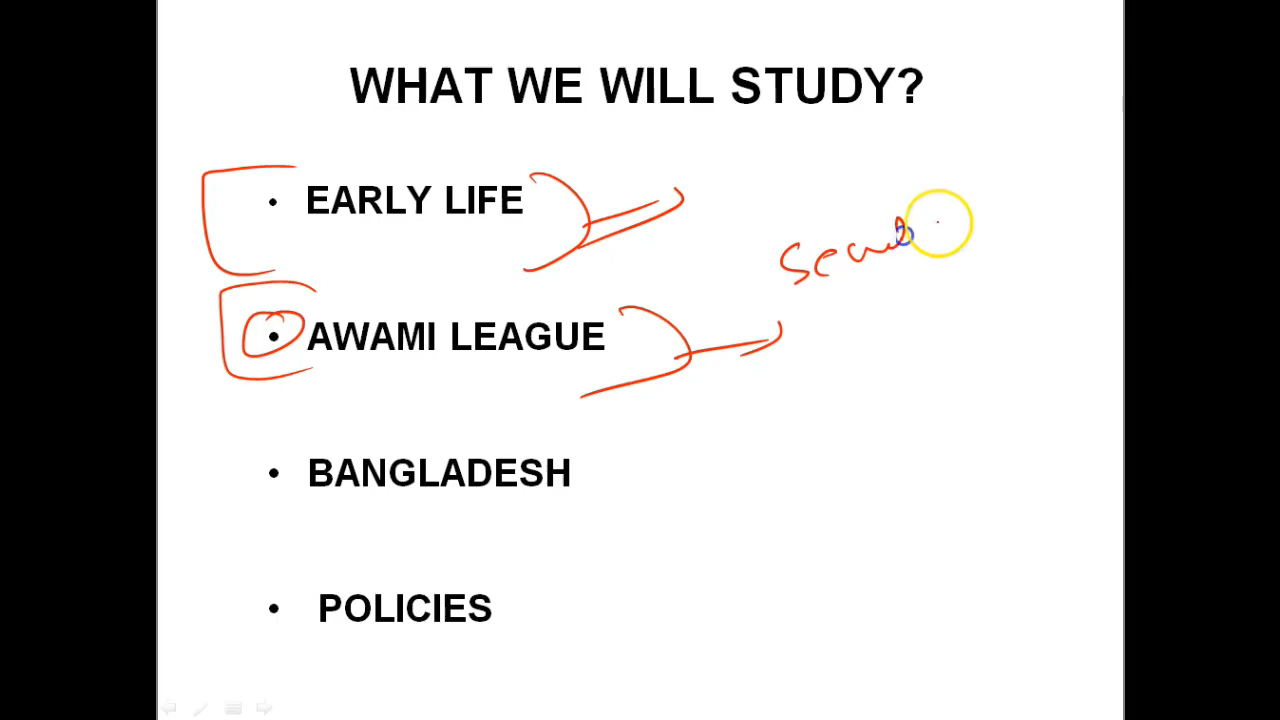 WHAT WE WILL STUDY?
• EARLY LIFE
• AWAMI LEAGUE
• BANGLADESH
• POLICIES